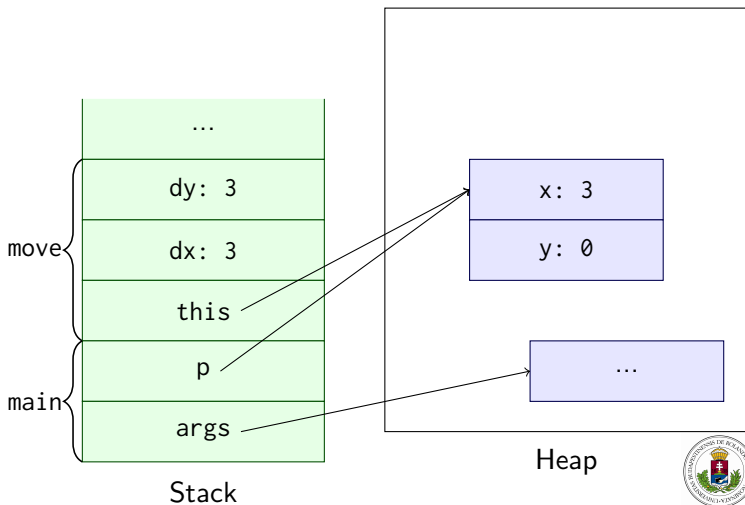 ...
dy: 3
dx: 3
this
p
args
move
main
Stack
x: 3
y: 0
...
Heap